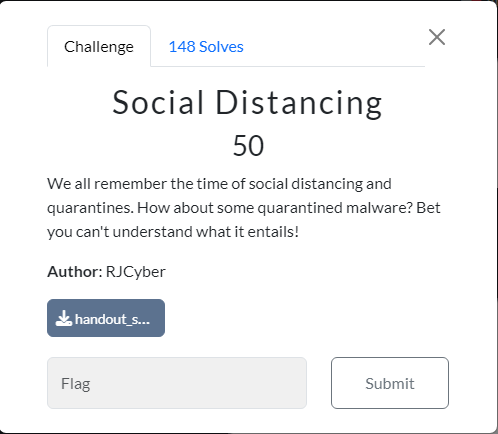 Challenge
148 Solves
Social Distancing
50
We all remember the time of social distancing and
quarantines. How about some quarantined malware? Bet
you can't understand what it entails!
Author: RJCyber
handout_s...
Flag
Submit